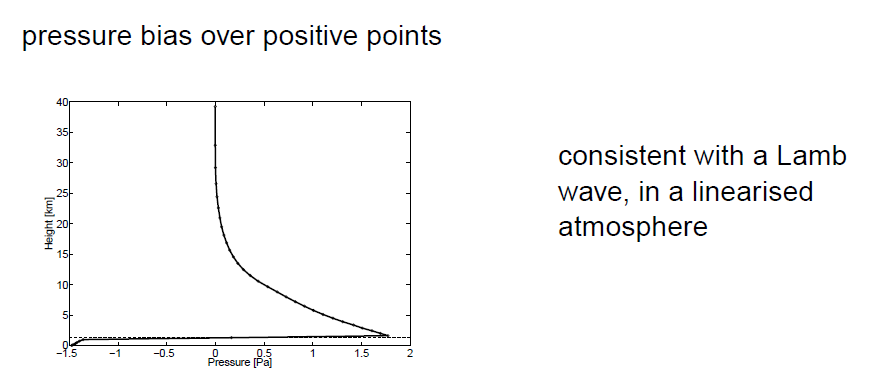 pressure bias over positive points
40
35
30
25
20
15
10
5
0
Height [km]
−1.5 −1 −0.5 0 0.5 1 1.5 2
Pressure [Pa]
consistent with a Lamb
wave, in a linearised
atmosphere